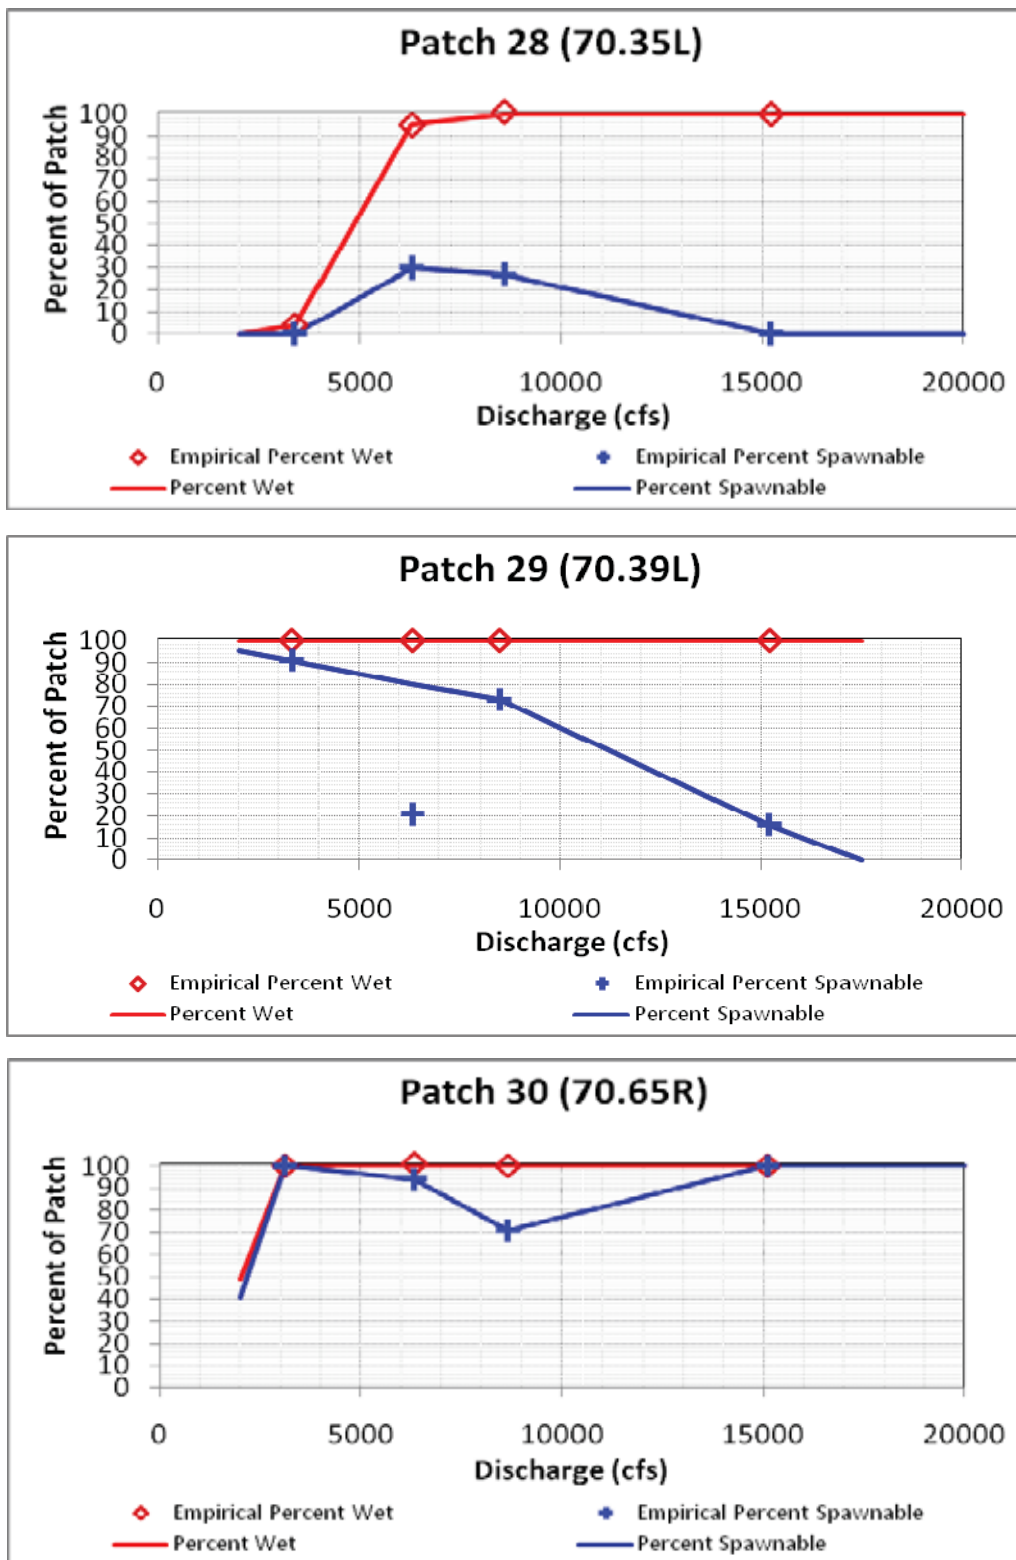 Patch 28 (70.35L)
Percent of Patch
100
90
80
70
60
50
40
30
20
10
0
0 5000 10000 15000 20000
Discharge (cfs)
Empirical Percent Wet Empirical Percent Spawnable
Percent Wet Percent Spawnable
Patch 29 (70.39L)
Percent of Patch
100
90
80
70
60
50
40
30
20
10
0
0 5000 10000 15000 20000
Discharge (cfs)
Empirical Percent Wet Empirical Percent Spawnable
Percent Wet Percent Spawnable
Patch 30 (70.65R)
Percent of Patch
100
90
80
70
60
50
40
30
20
10
0
0 5000 10000 15000 20000
Discharge (cfs)
Empirical Percent Wet Empirical Percent Spawnable
Percent Wet Percent Spawnable